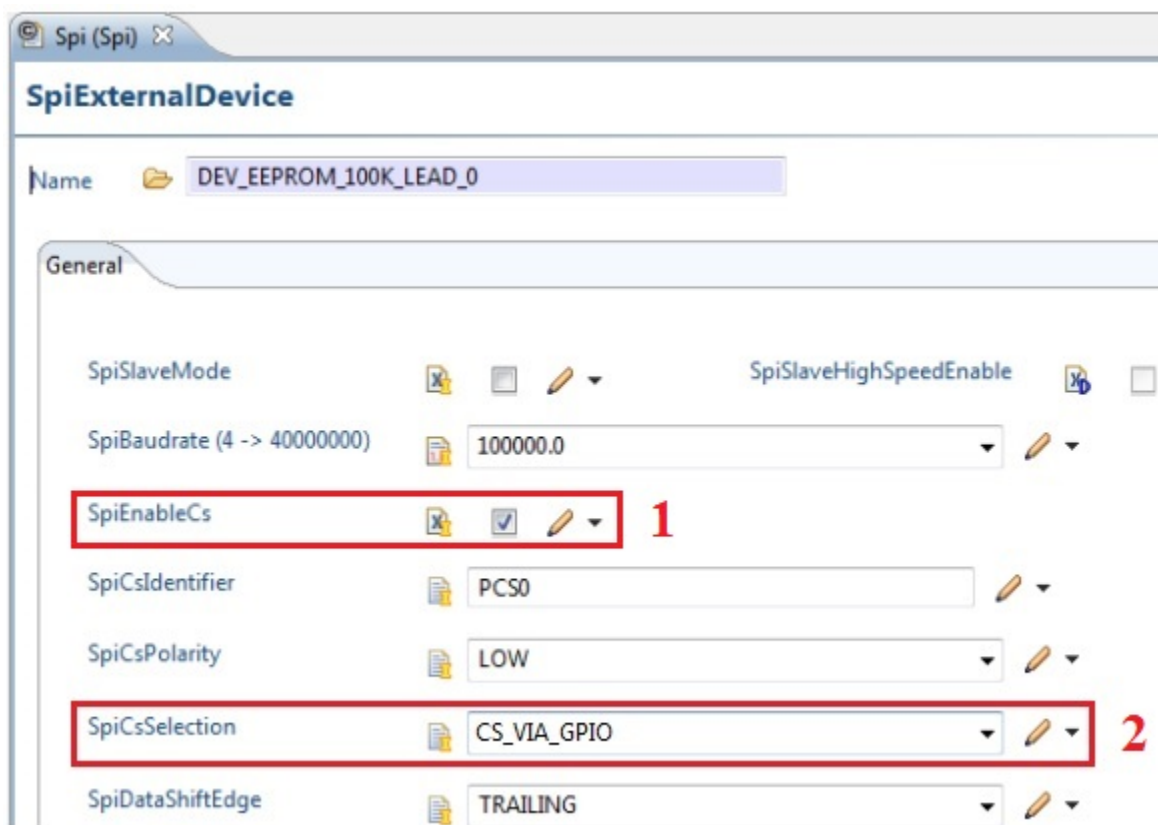 Spi (Spi)
SpiExternalDevice
Name DEV_EEPROM_100K_LEAD_0
General
SpiSlaveMode SpiSlaveHighSpeedEnable
SpiBaudrate (4 -> 40000000) 100000.0
SpiEnableCs 1
SpiCsIdentifier PCS0
SpiCsPolarity LOW
SpiCsSelection CS_VIA_GPIO 2
SpiDataShiftEdge TRAILING